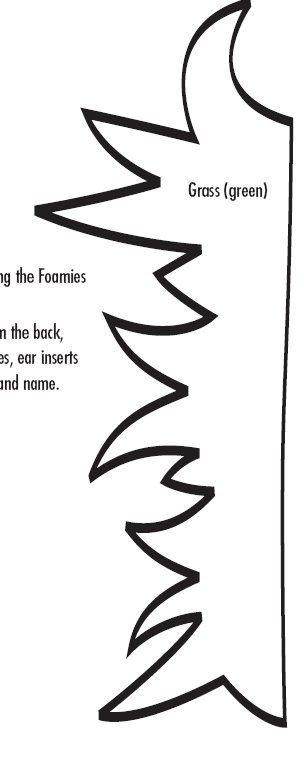 Grass (green)
ng the Foamies
n the back,
es, ear inserts
and name.